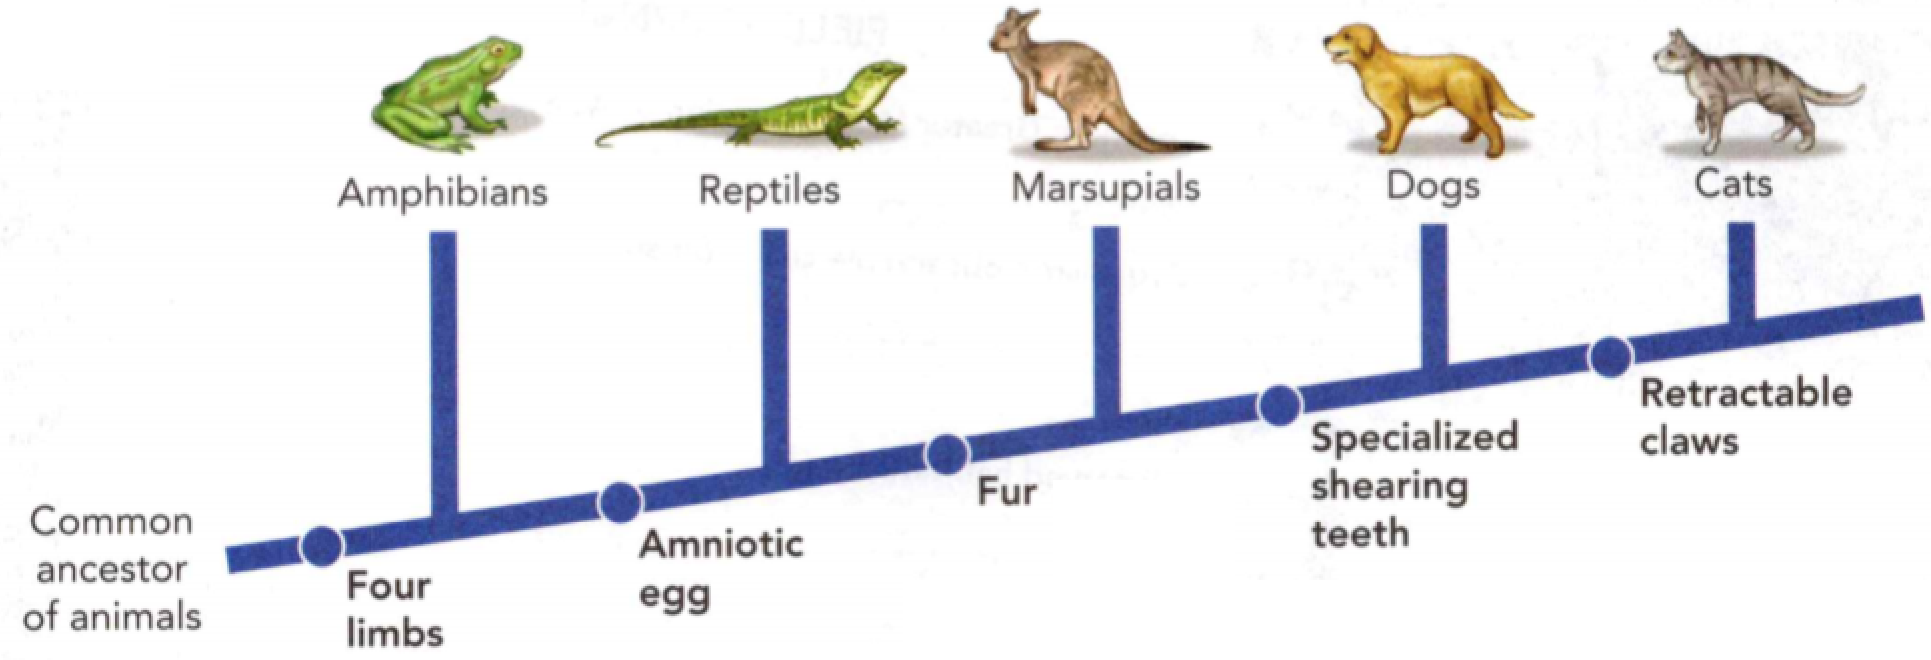 Amphibians
Reptiles
Marsupials
Dogs
Cats
Retractable
claws
Specialized
shearing
teeth
Fur
Amniotic
egg
Four
limbs
Common
ancestor
of animals